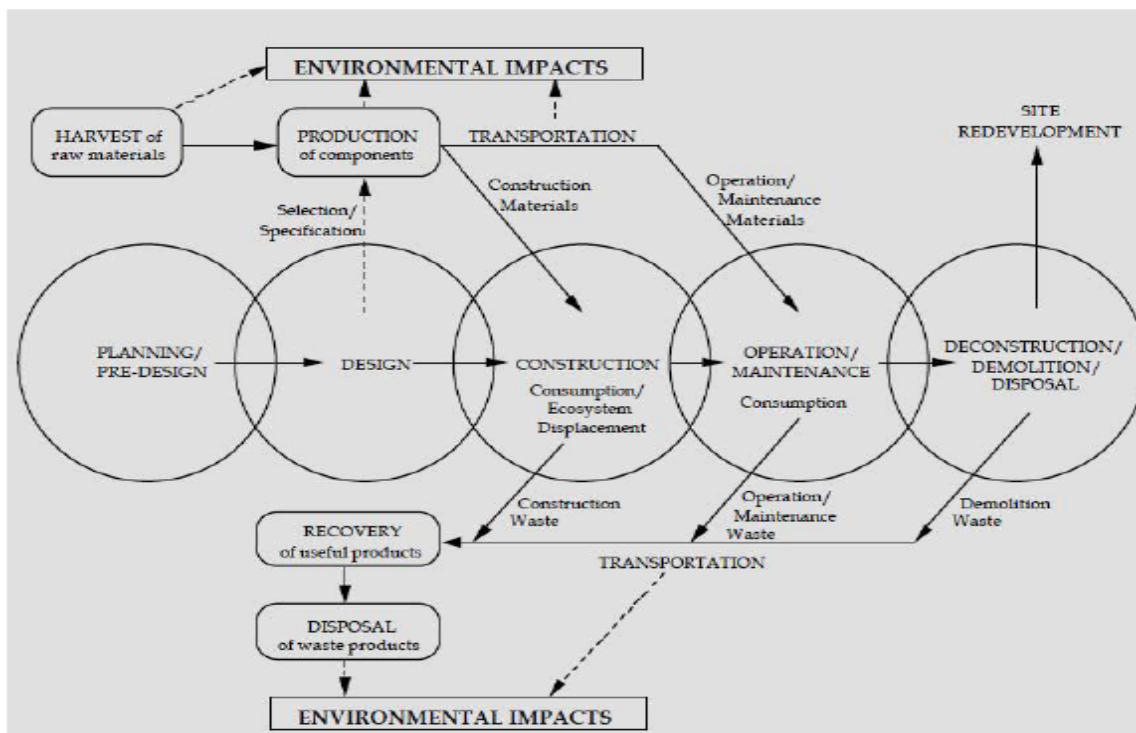 ENVIRONMENTAL IMPACTS
HARVEST of
raw materials
PRODUCTION
of components
TRANSPORTATION
SITE
REDEVELOPMENT
Selection/
Specification
Construction
Materials
Operation/
Maintenance
Materials
PLANNING/
PRE-DESIGN
DESIGN
CONSTRUCTION
Consumption/
Ecosystem
Displacement
OPERATION/
MAINTENANCE
Consumption
DECONSTRUCTION/
DEMOLITION/
DISPOSAL
Construction
Waste
Operation/
Maintenance
Waste
Demolition
Waste
RECOVERY
of useful products
TRANSPORTATION
DISPOSAL
of waste products
ENVIRONMENTAL IMPACTS